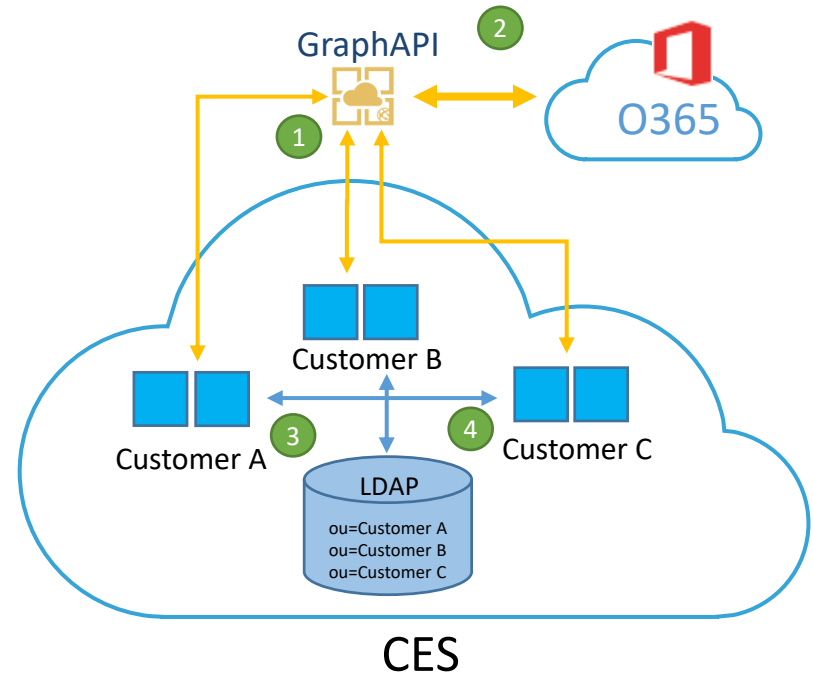 2
GraphAPI
O365
1
Customer B
Customer A
3
4
Customer C
LDAP
ou=Customer A
ou=Customer B
ou=Customer C
CES